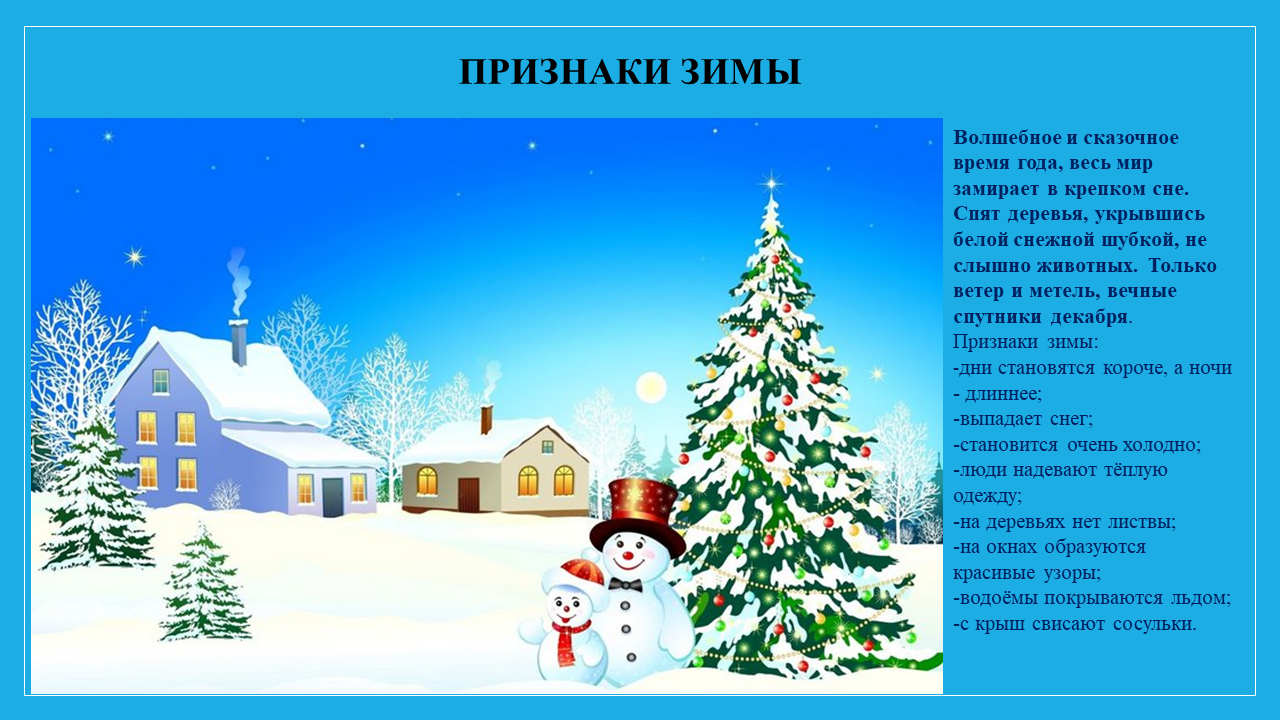 ПРИЗНАКИ ЗИМЫ
Волшебное и сказочное
время года, весь мир
замирает в крепком сне.
Спят деревья, укрывшись
белой снежной шубкой, не
слышно животных. Только
ветер и метель, вечные
спутники декабря.
Признаки зимы:
-дни становятся короче, а ночи
- длиннее;
-выпадает снег;
-становится очень холодно;
-люди надевают тёплую
одежду;
-на деревьях нет листвы;
-на окнах образуются
красивые узоры;
-водоёмы покрываются льдом;
-с крыш свисают сосульки.